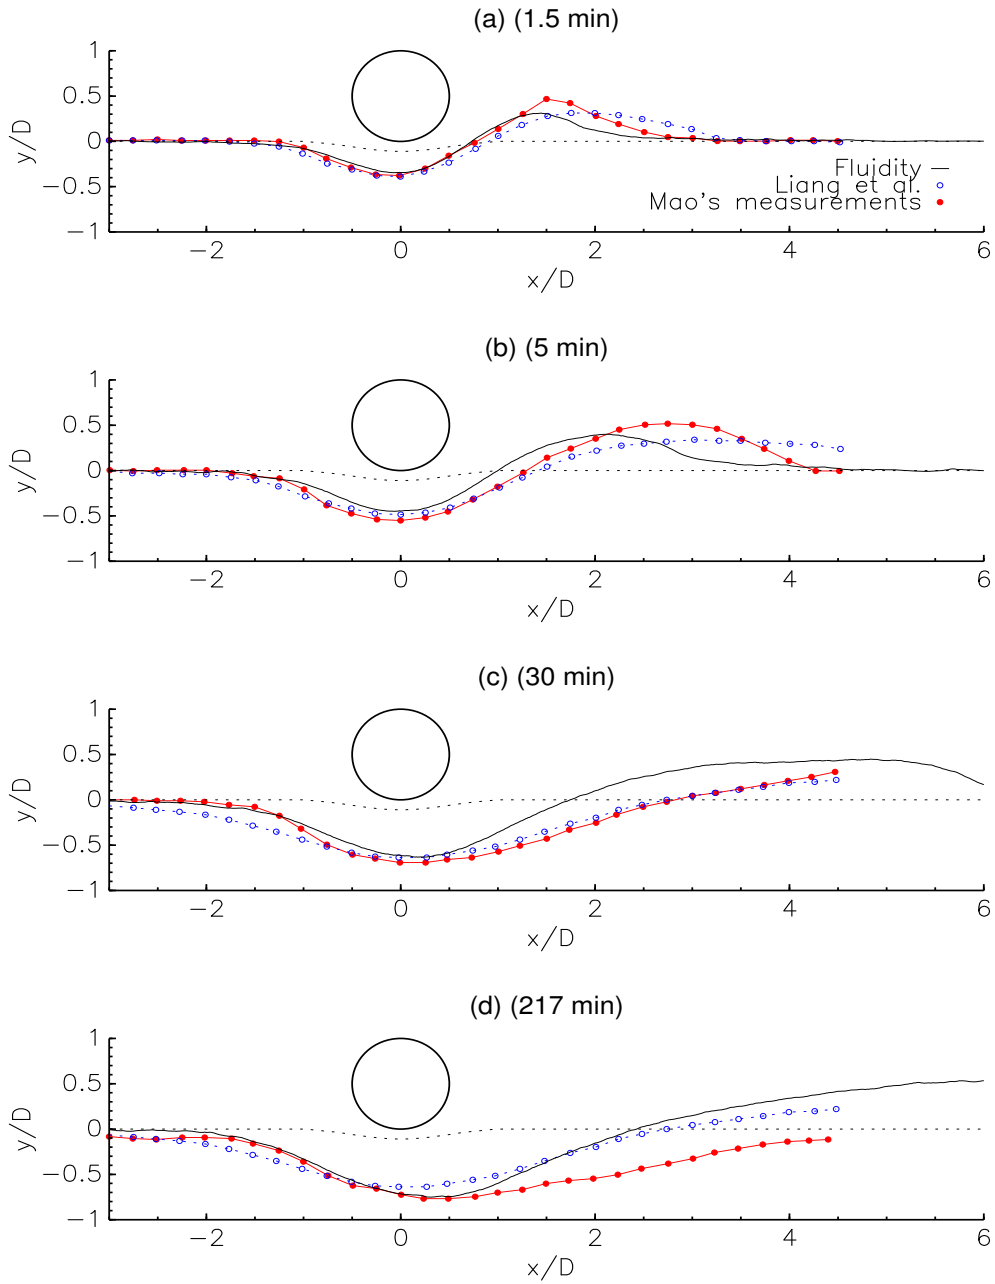 (a) (1.5 min)
1
0.5
0
−0.5
−1
y/D
Fluidity
Liang et al.
Mao's measurements
−2 0 2 4 6
x/D
(b) (5 min)
1
0.5
0
−0.5
−1
y/D
−2 0 2 4 6
x/D
(c) (30 min)
1
0.5
0
−0.5
−1
y/D
−2 0 2 4 6
x/D
(d) (217 min)
1
0.5
0
−0.5
−1
y/D
−2 0 2 4 6
x/D